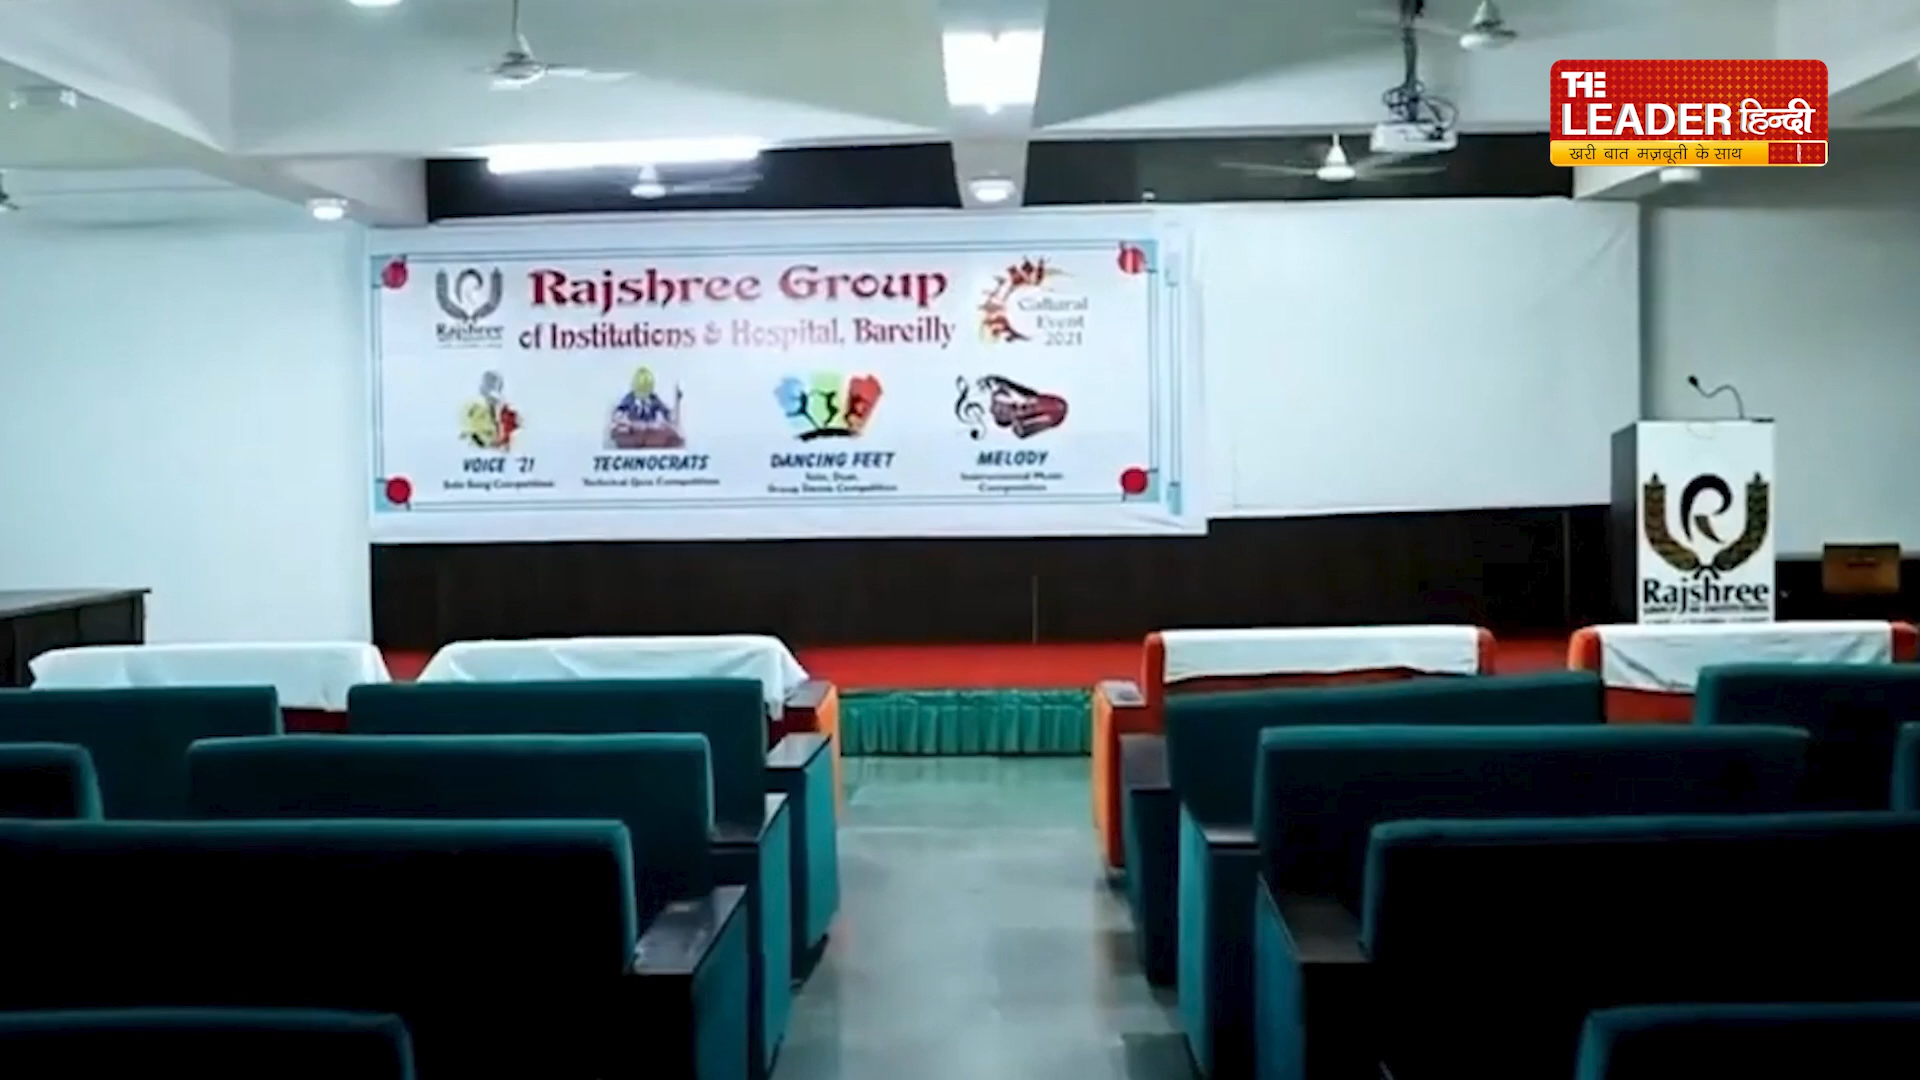 THE
LEADER हिन्दी
खरी बात मज़बूती के साथ
Rajshree Group
of Institutions & Hospital, Bareilly
Rajshree
Cultural
Event
2021
VOICE '21
Solo Song Competition
TECHNOCRATS
Technical Quiz Competition
DANCING FEET
Solo, Duet,
Group Dance Competition
MELODY
Instrumental Music
Competition
Rajshree